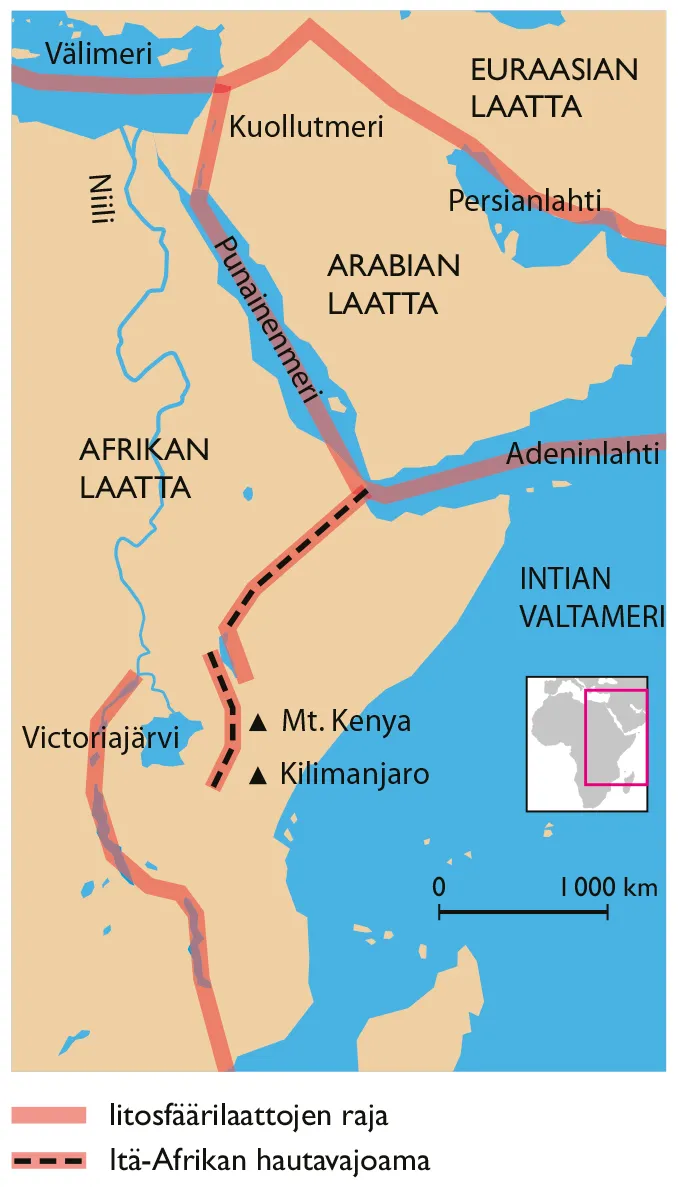 Välimeri
EURAASIAN
LAATTA
Kuollutmeri
Niili
Persianlahti
Punainenmeri
ARABIAN
LAATTA
AFRIKAN
LAATTA
Adeninlahti
INTIAN
VALTAMERI
Victoriajärvi
▲ Mt. Kenya
▲ Kilimanjaro
0 1 000 km
litosfäärilaattojen raja
Itä-Afrikan hautavajoama